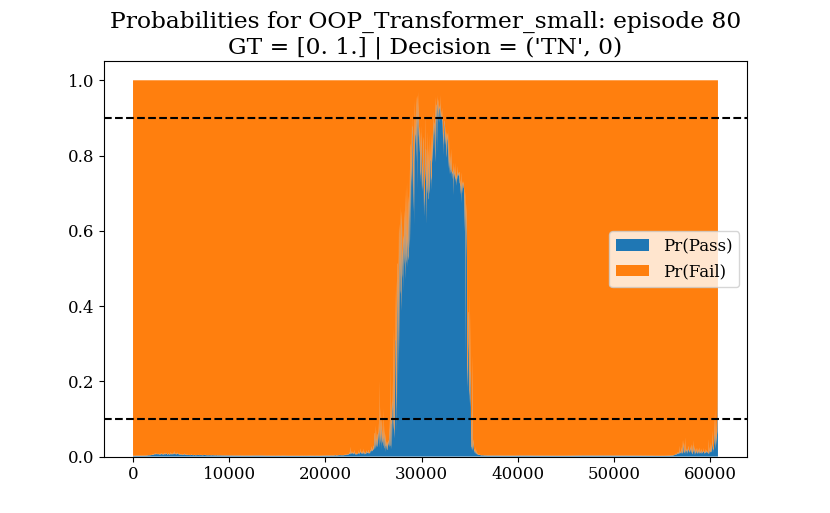 Probabilities for OOP_Transformer_small: episode 80
GT = [0. 1.] | Decision = ('TN', 0)
1.0
0.8
0.6
0.4
0.2
0.0
Pr(Pass)
Pr(Fail)
0 10000 20000 30000 40000 50000 60000